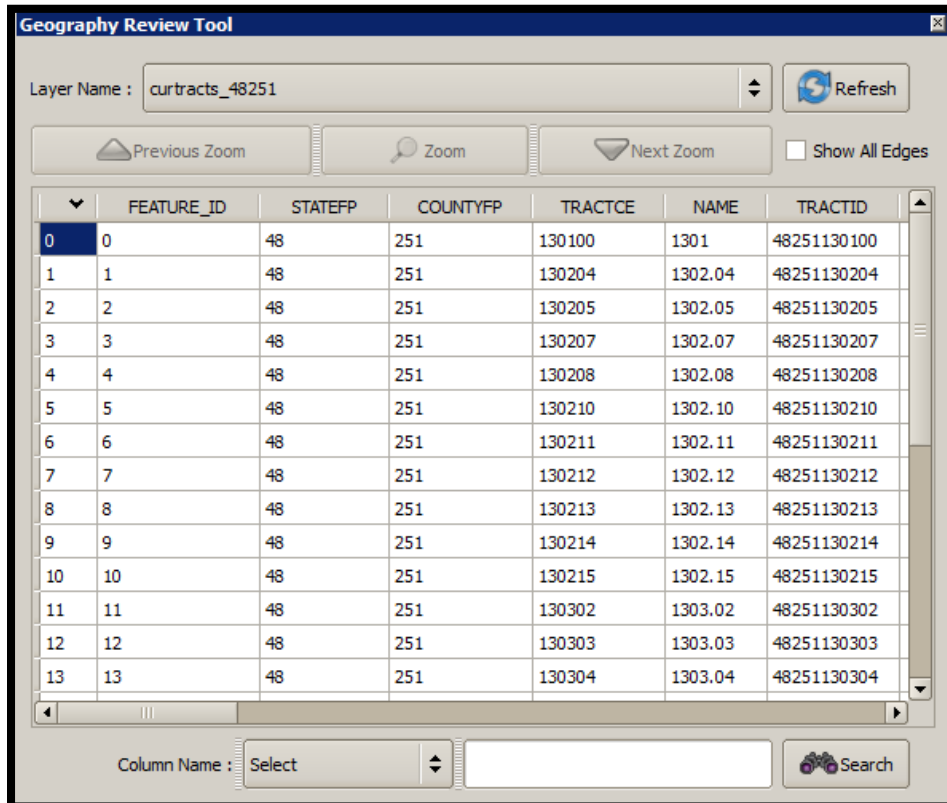 Geography Review Tool
Layer Name : curtracts_48251 Refresh
Previous Zoom Zoom Next Zoom Show All Edges
FEATURE_ID STATEFP COUNTYFP TRACTCE NAME TRACTID
0 0 48 251 130100 1301 48251130100
1 1 48 251 130204 1302.04 48251130204
2 2 48 251 130205 1302.05 48251130205
3 3 48 251 130207 1302.07 48251130207
4 4 48 251 130208 1302.08 48251130208
5 5 48 251 130210 1302.10 48251130210
6 6 48 251 130211 1302.11 48251130211
7 7 48 251 130212 1302.12 48251130212
8 8 48 251 130213 1302.13 48251130213
9 9 48 251 130214 1302.14 48251130214
10 10 48 251 130215 1302.15 48251130215
11 11 48 251 130302 1303.02 48251130302
12 12 48 251 130303 1303.03 48251130303
13 13 48 251 130304 1303.04 48251130304
Column Name : Select Search